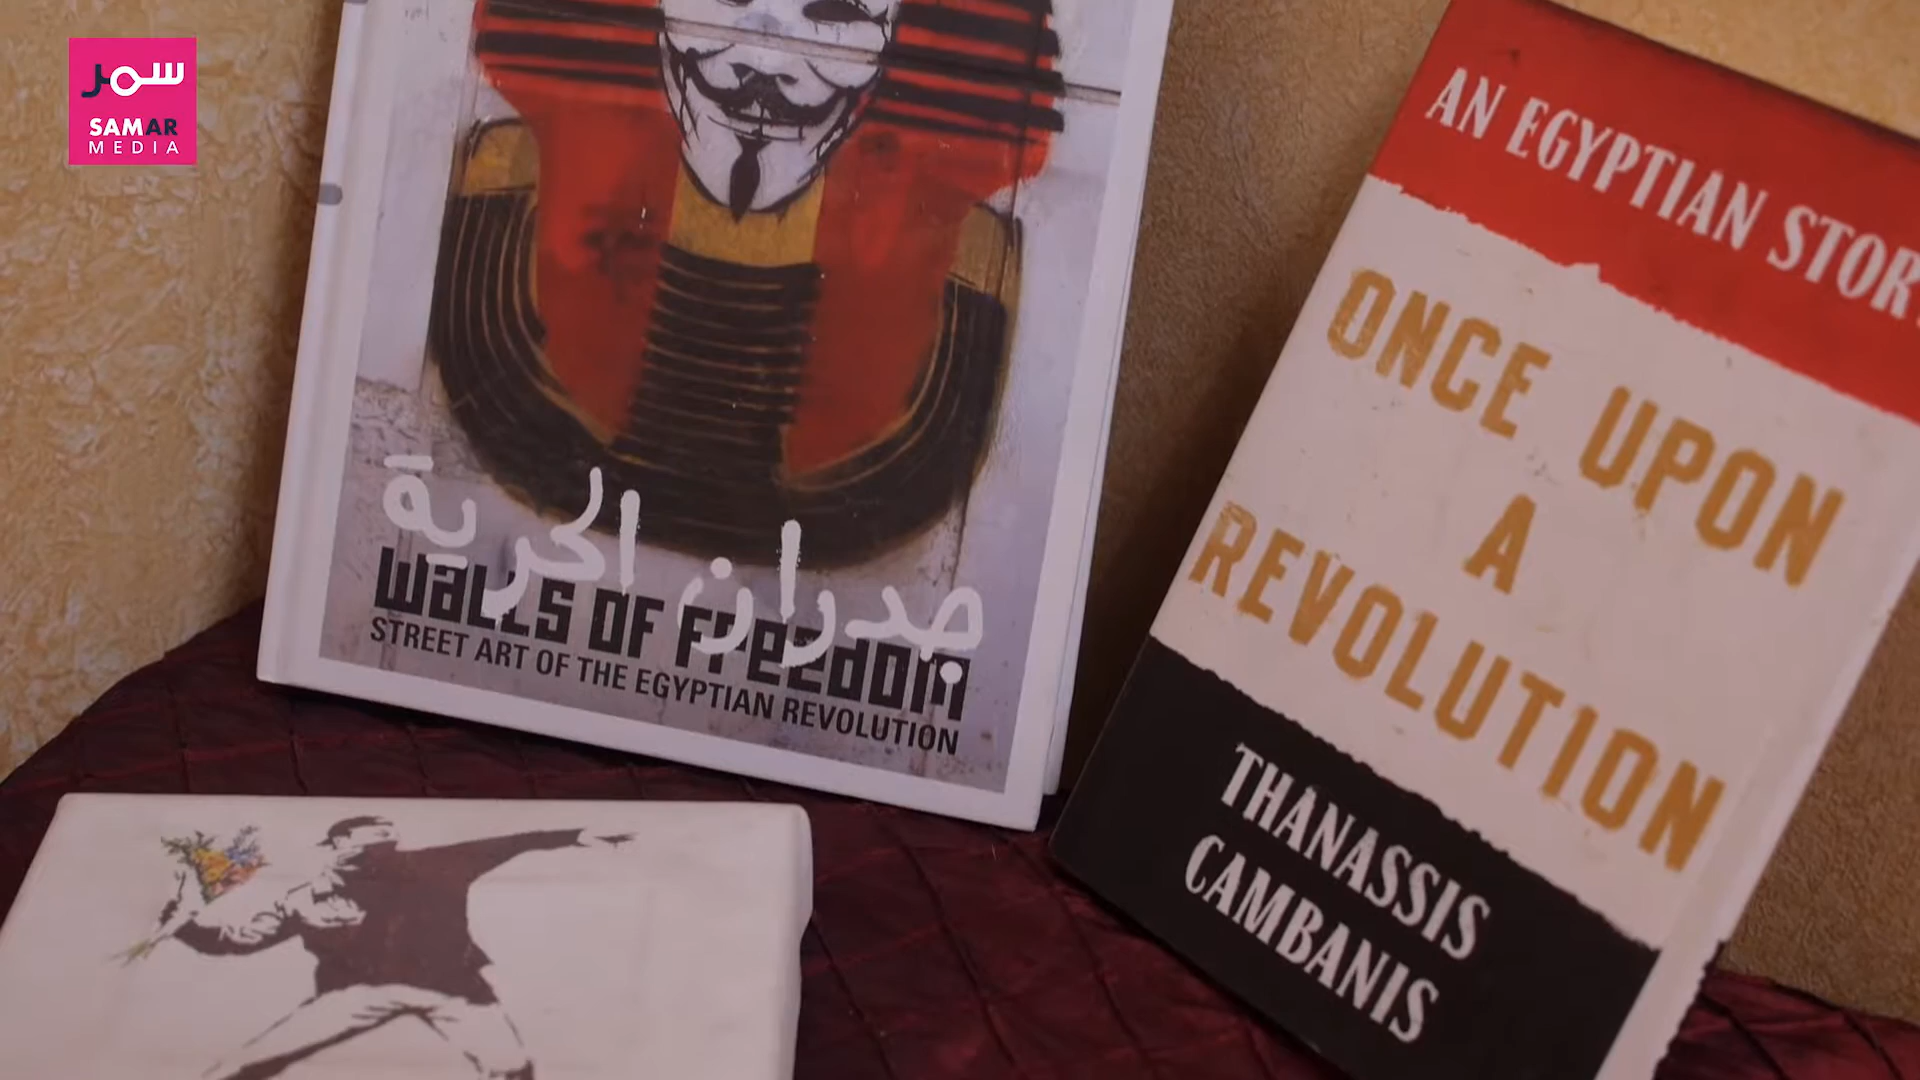 سمر
SAMAR
MEDIA
جدران الحرية
WaLLS OF FreedOM
STREET ART OF THE EGYPTIAN REVOLUTION
AN EGYPTIAN STOR
ONCE UPON
A
REVOLUTION
THANASSIS
CAMBANIS